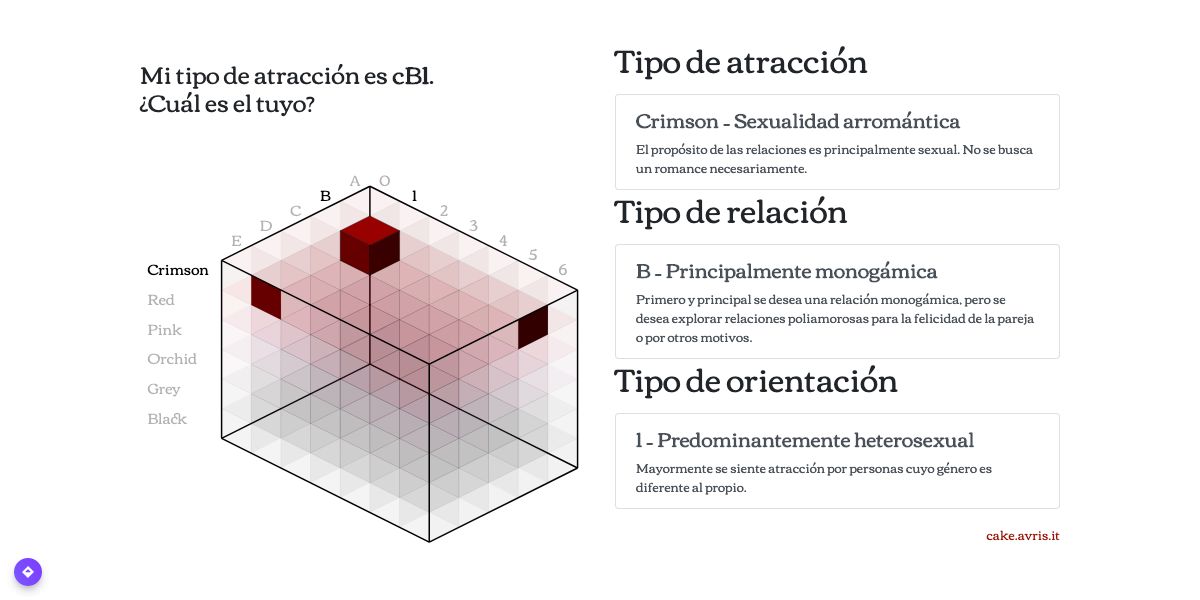 Mi tipo de atracción es cB1.
¿Cuál es el tuyo?
A O
B 1
C 2
D 3
E 4
5
6
Crimson
Red
Pink
Orchid
Grey
Black
Tipo de atracción
Crimson - Sexualidad arromántica
El propósito de las relaciones es principalmente sexual. No se busca
un romance necesariamente.
Tipo de relación
B - Principalmente monogámica
Primero y principal se desea una relación monogámica, pero se
desea explorar relaciones poliamorosas para la felicidad de la pareja
o por otros motivos.
Tipo de orientación
1 - Predominantemente heterosexual
Mayormente se siente atracción por personas cuyo género es
diferente al propio.
cake.avris.it